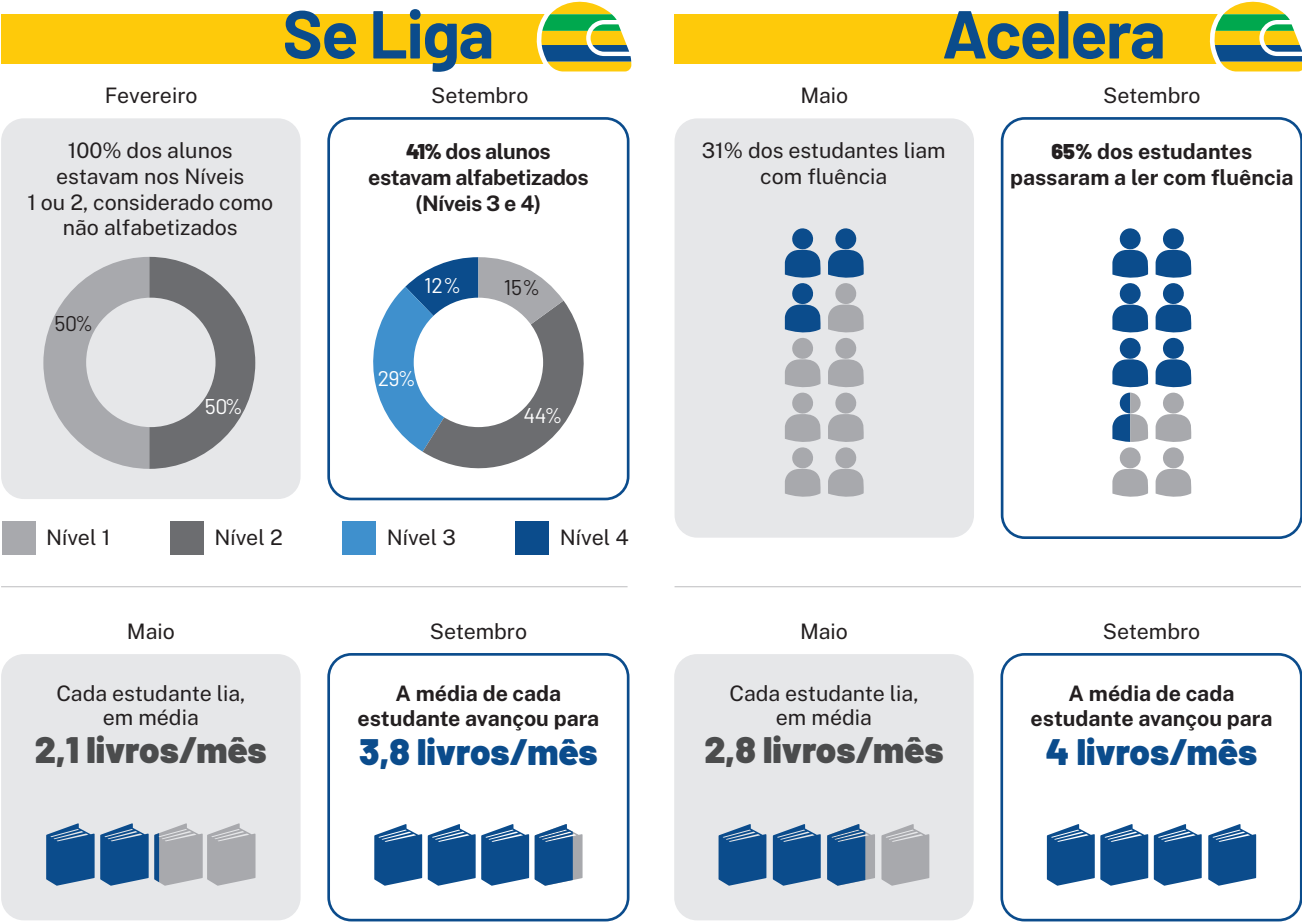 Se Liga
Fevereiro
100% dos alunos
estavam nos Níveis
1 ou 2, considerado como
não alfabetizados
50%
50%
Setembro
41% dos alunos
estavam alfabetizados
(Níveis 3 e 4)
12%
15%
29%
44%
Nível 1
Nível 2
Nível 3
Nível 4
Maio
Cada estudante lia,
em média
2,1 livros/mês
Setembro
A média de cada
estudante avançou para
3,8 livros/mês
Acelera
Maio
31% dos estudantes liam
com fluência
Setembro
65% dos estudantes
passaram a ler com fluência
Maio
Cada estudante lia,
em média
2,8 livros/mês
Setembro
A média de cada
estudante avançou para
4 livros/mês